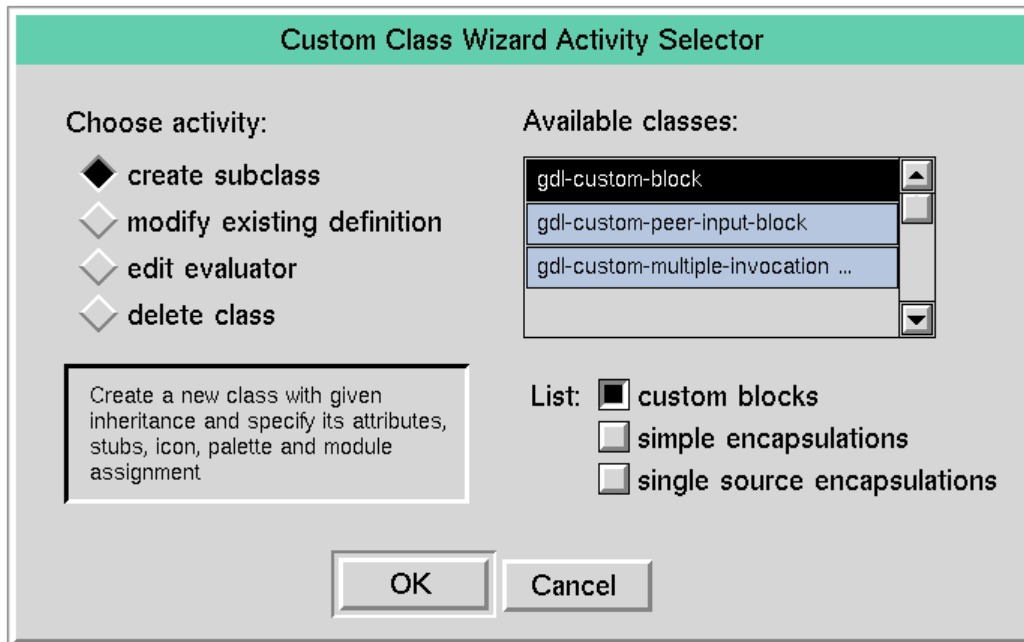 Custom Class Wizard Activity Selector
Choose activity:
create subclass
modify existing definition
edit evaluator
delete class
Create a new class with given
inheritance and specify its attributes,
stubs, icon, palette and module
assignment
Available classes:
gdl-custom-block
gdl-custom-peer-input-block
gdl-custom-multiple-invocation ...
List:
custom blocks
simple encapsulations
single source encapsulations
OK
Cancel